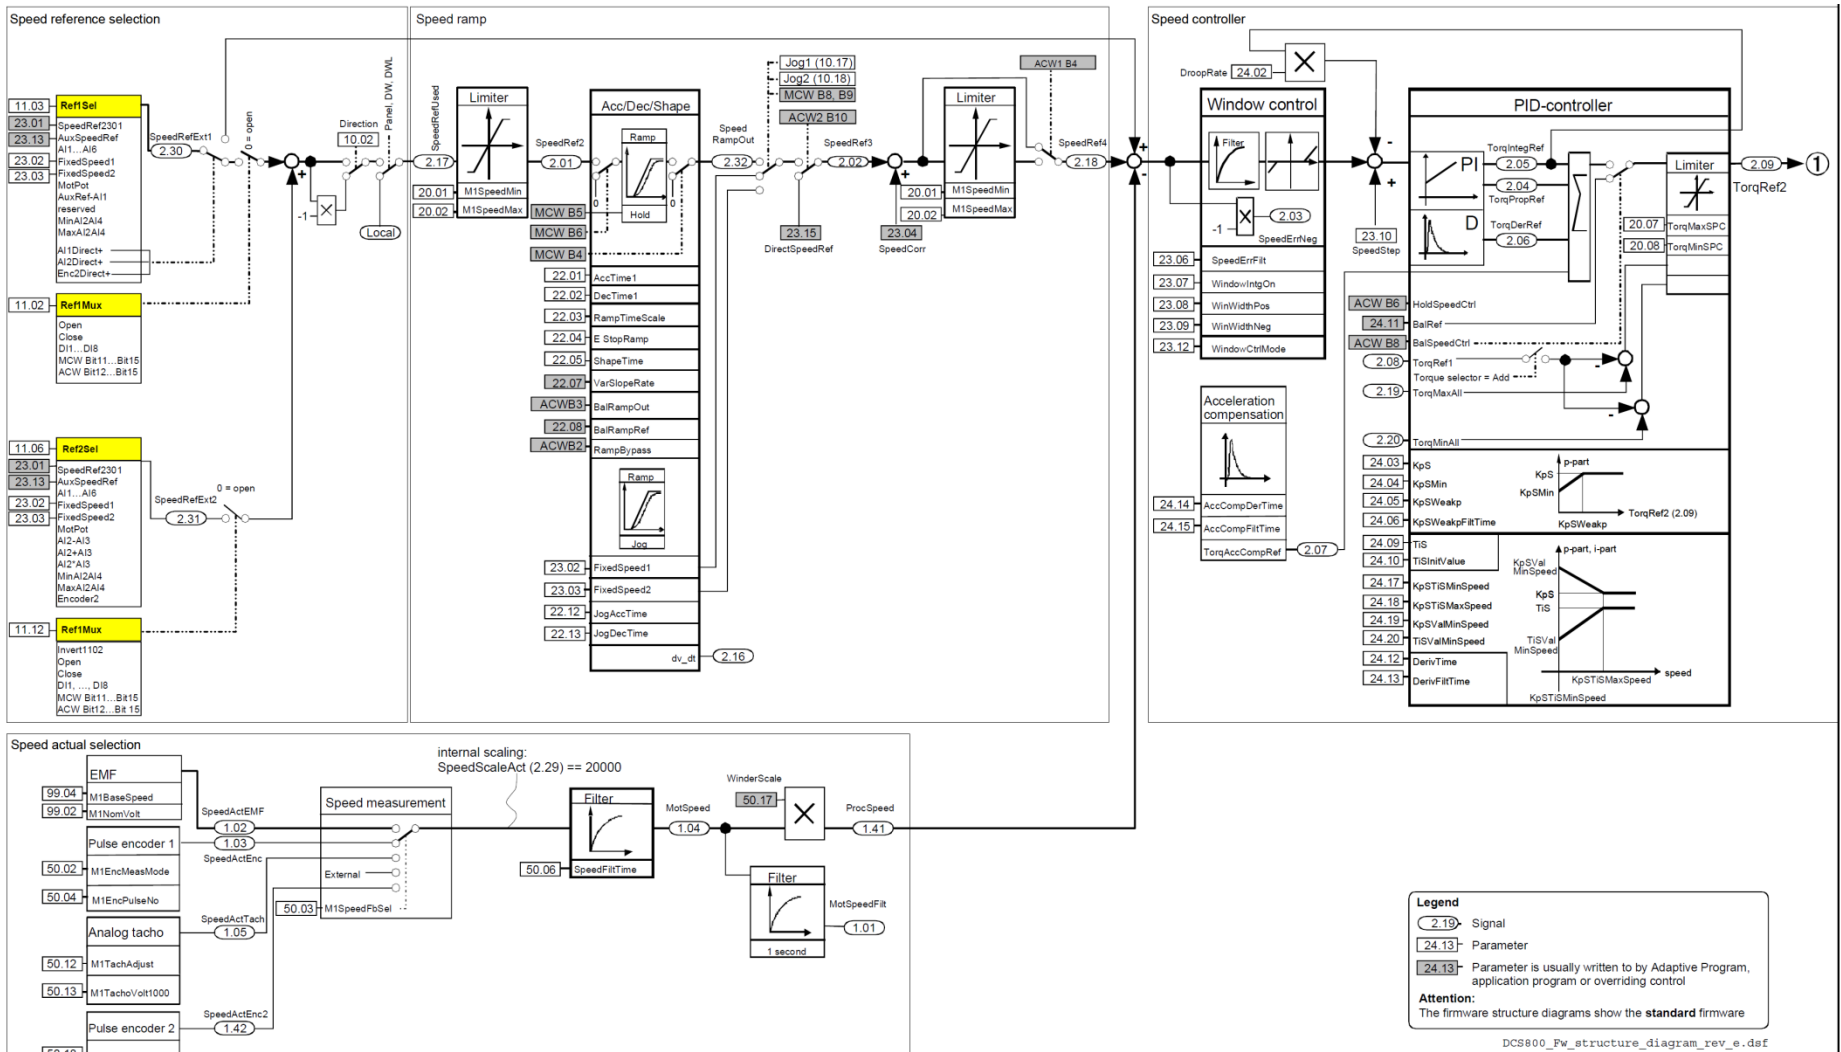 Speed reference selection
11.03
Ref1Sel
23.01
SpeedRef2301
23.13
AuxSpeedRef
AI1...AI6
23.02
FixedSpeed1
23.03
FixedSpeed2
MotPot
AuxRef-AI1
reserved
MinAI2AI4
MaxAI2AI4
AI1Direct+
AI2Direct+
Enc2Direct+
SpeedRefExt1
2.30
0 = open
11.02
Ref1Mux
Open
Close
DI1...DI8
MCW Bit11...Bit15
ACW Bit12...Bit15
Direction
10.02
Panel, DW, DWL
+
-1
×
Local
11.06
Ref2Sel
23.01
SpeedRef2301
23.13
AuxSpeedRef
AI1...AI6
23.02
FixedSpeed1
23.03
FixedSpeed2
MotPot
AI2-AI3
AI2+AI3
AI2*AI3
MinAI2AI4
MaxAI2AI4
Encoder2
SpeedRefExt2
2.31
0 = open
11.12
Ref1Mux
Invert1102
Open
Close
DI1, ..., DI8
MCW Bit11...Bit15
ACW Bit12...Bit 15
Speed ramp
SpeedRefUsed
2.17
Limiter
20.01
M1SpeedMin
20.02
M1SpeedMax
SpeedRef2
2.01
Acc/Dec/Shape
Ramp
0
0
Hold
MCW B5
MCW B6
MCW B4
22.01
AccTime1
22.02
DecTime1
22.03
RampTimeScale
22.04
E StopRamp
22.05
ShapeTime
22.07
VarSlopeRate
ACWB3
BalRampOut
22.08
BalRampRef
ACWB2
RampBypass
Ramp
Jog
23.02
FixedSpeed1
23.03
FixedSpeed2
22.12
JogAccTime
22.13
JogDecTime
dv_dt
2.16
Speed
RampOut
2.32
Jog1 (10.17)
Jog2 (10.18)
MCW B8, B9
ACW2 B10
SpeedRef3
2.02
23.15
DirectSpeedRef
+
23.04
SpeedCorr
Limiter
20.01
M1SpeedMin
20.02
M1SpeedMax
ACW1 B4
SpeedRef4
2.18
+
-
Speed controller
DroopRate
24.02
×
Window control
Filter
-1
×
2.03
SpeedErrNeg
23.06
SpeedErrFilt
23.07
WindowIntgOn
23.08
WinWidthPos
23.09
WinWidthNeg
23.12
WindowCtrlMode
-
+
23.10
SpeedStep
Acceleration
compensation
24.14
AccCompDerTime
24.15
AccCompFiltTime
TorqAccCompRef
2.07
PID-controller
PI
D
TorqIntegRef
2.05
2.04
TorqPropRef
TorqDerRef
2.06
Limiter
20.07
TorqMaxSPC
20.08
TorqMinSPC
2.09
1
TorqRef2
ACW B6
HoldSpeedCtrl
24.11
BalRef
ACW B8
BalSpeedCtrl
2.08
TorqRef1
Torque selector = Add
-
2.19
TorqMaxAll
-
2.20
TorqMinAll
24.03
KpS
24.04
KpSMin
24.05
KpSWeakp
24.06
KpSWeakpFiltTime
p-part
KpS
KpSMin
TorqRef2 (2.09)
KpSWeakp
24.09
TiS
24.10
TiSInitValue
24.17
KpSTiSMinSpeed
24.18
KpSTiSMaxSpeed
24.19
KpSValMinSpeed
24.20
TiSValMinSpeed
24.12
DerivTime
24.13
DerivFiltTime
p-part, i-part
KpSVal
MinSpeed
KpS
TiS
TiSVal
MinSpeed
speed
KpSTiSMaxSpeed
KpSTiSMinSpeed
Speed actual selection
EMF
99.04
M1BaseSpeed
99.02
M1NomVolt
SpeedActEMF
1.02
Pulse encoder 1
1.03
SpeedActEnc
50.02
M1EncMeasMode
50.04
M1EncPulseNo
Analog tacho
SpeedActTach
1.05
50.12
M1TachAdjust
50.13
M1TachoVolt1000
Pulse encoder 2
SpeedActEnc2
1.42
Speed measurement
External
50.03
M1SpeedFbSel
internal scaling:
SpeedScaleAct (2.29) == 20000
Filter
50.06
SpeedFiltTime
MotSpeed
1.04
WinderScale
50.17
×
ProcSpeed
1.41
Filter
1 second
MotSpeedFilt
1.01
Legend
2.19
Signal
24.13
Parameter
24.13
Parameter is usually written to by Adaptive Program,
application program or overriding control
Attention:
The firmware structure diagrams show the standard firmware
DCS800_Fw_structure_diagram_rev_e.dsf